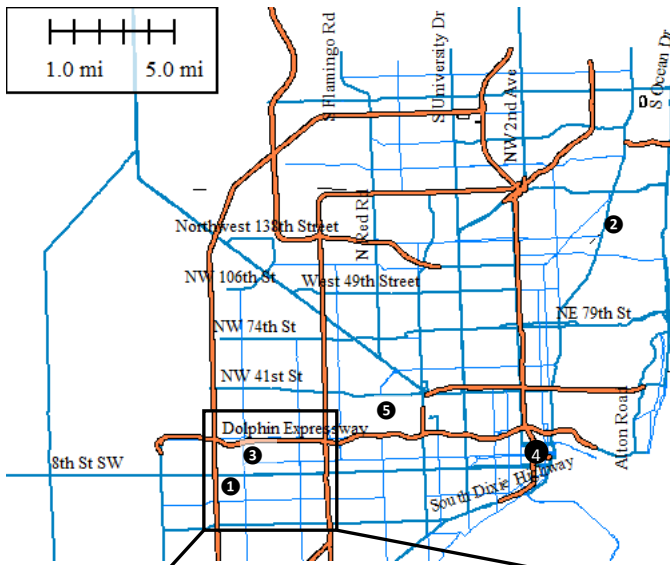 1.0 mi 5.0 mi
S Flamingo Rd
S University Dr
NW 2nd Ave
S Ocean Dr
2
Northwest 138th Street
N Red Rd
NW 106th St
West 49th Street
NW 74th St
NE 79th St
NW 41st St
5
Dolphin Expressway
Alton Road
3
4
8th St SW
1
South Dixie Highway